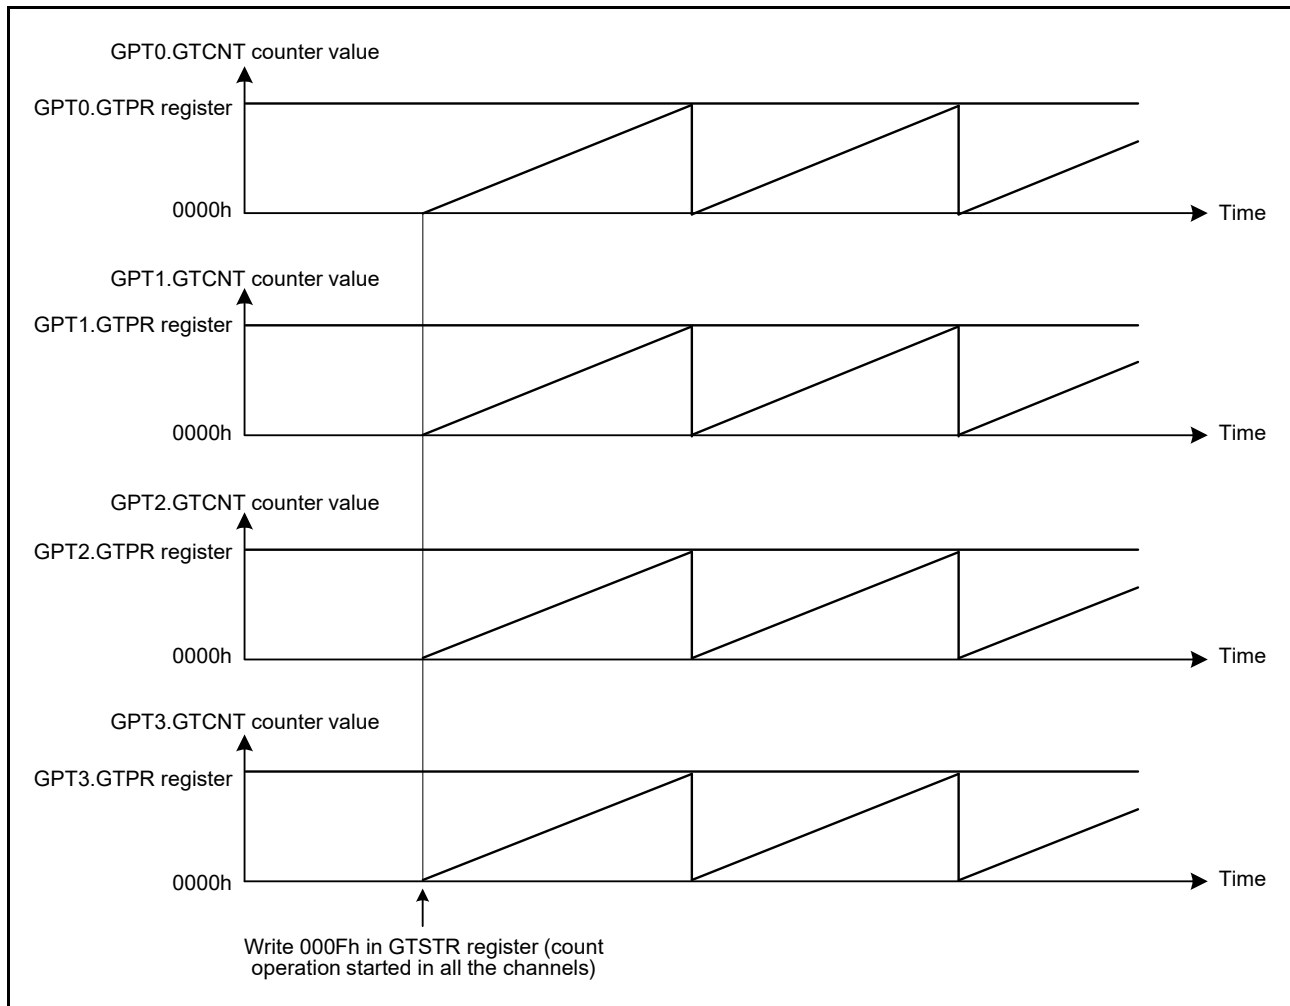 GPT0.GTCNT counter value
GPT0.GTPR register
0000h
Time
GPT1.GTCNT counter value
GPT1.GTPR register
0000h
Time
GPT2.GTCNT counter value
GPT2.GTPR register
0000h
Time
GPT3.GTCNT counter value
GPT3.GTPR register
0000h
Time
Write 000Fh in GTSTR register (count
operation started in all the channels)